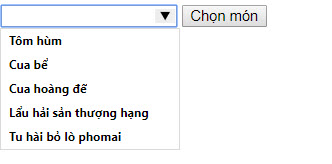 Chọn món
Tôm hùm
Cua bể
Cua hoàng đế
Lẩu hải sản thượng hạng
Tu hài bỏ lò phomai